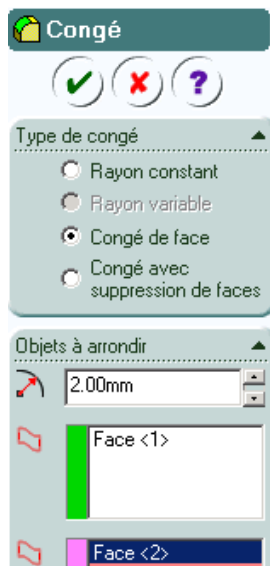 Congé
?
Type de congé
Rayon constant
Rayon variable
Congé de face
Congé avec
suppression de faces
Objets à arrondir
2.00mm
Face <1>
Face <2>